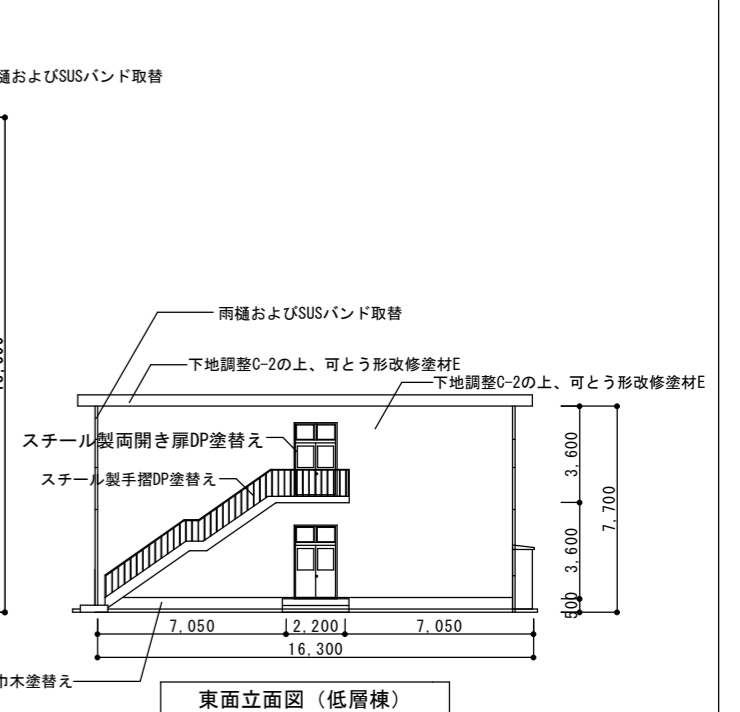 樋およびSUSバンド取替
雨樋およびSUSバンド取替
下地調整C-2の上、可とう形改修塗材E
下地調整C-2の上、可とう形改修塗材E
スチール製両開き扉DP塗替え
スチール製手摺DP塗替え
3,600
7,700
3,600
500
7,050
2,200
7,050
16,300
巾木塗替え
東面立面図（低層棟）